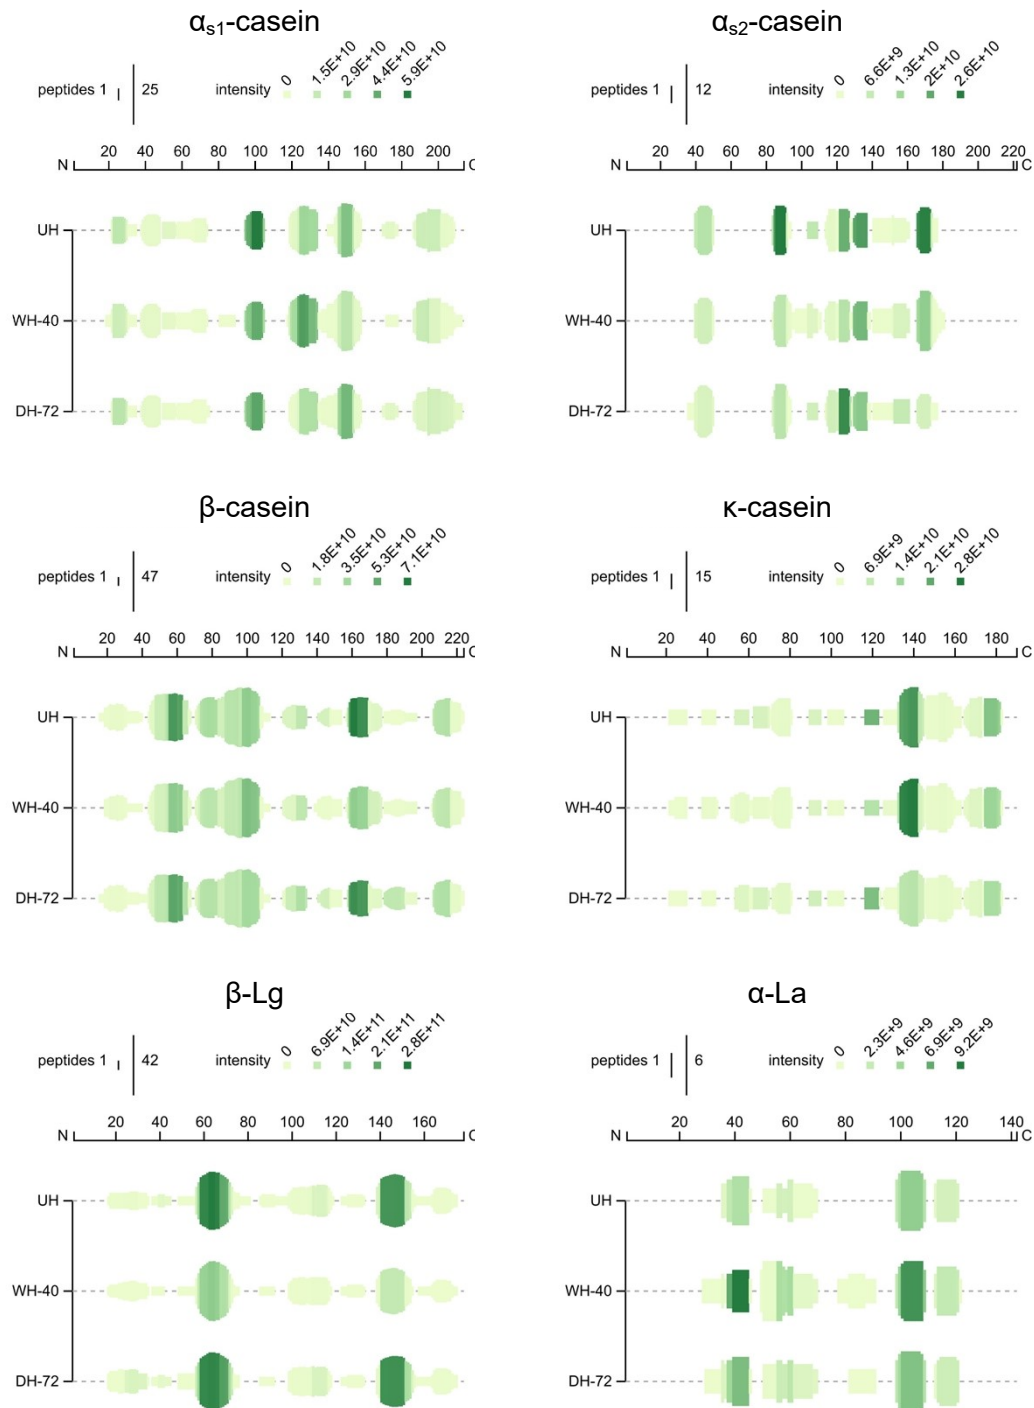 αs1-casein
peptides 1 25 intensity 0 1.5E+10 2.9E+10 4.4E+10 5.9E+10
N 20 40 60 80 100 120 140 160 180 200 C
UH
WH-40
DH-72
αs2-casein
peptides 1 12 intensity 0 6.6E+9 1.3E+10 2E+10 2.6E+10
N 20 40 60 80 100 120 140 160 180 200 220 C
UH
WH-40
DH-72
β-casein
peptides 1 47 intensity 0 1.8E+10 3.5E+10 5.3E+10 7.1E+10
N 20 40 60 80 100 120 140 160 180 200 220 C
UH
WH-40
DH-72
κ-casein
peptides 1 15 intensity 0 6.9E+9 1.4E+10 2.1E+10 2.8E+10
N 20 40 60 80 100 120 140 160 180 C
UH
WH-40
DH-72
β-Lg
peptides 1 42 intensity 0 6.9E+10 1.4E+11 2.1E+11 2.8E+11
N 20 40 60 80 100 120 140 160 C
UH
WH-40
DH-72
α-La
peptides 1 6 intensity 0 2.3E+9 4.6E+9 6.9E+9 9.2E+9
N 20 40 60 80 100 120 140 C
UH
WH-40
DH-72